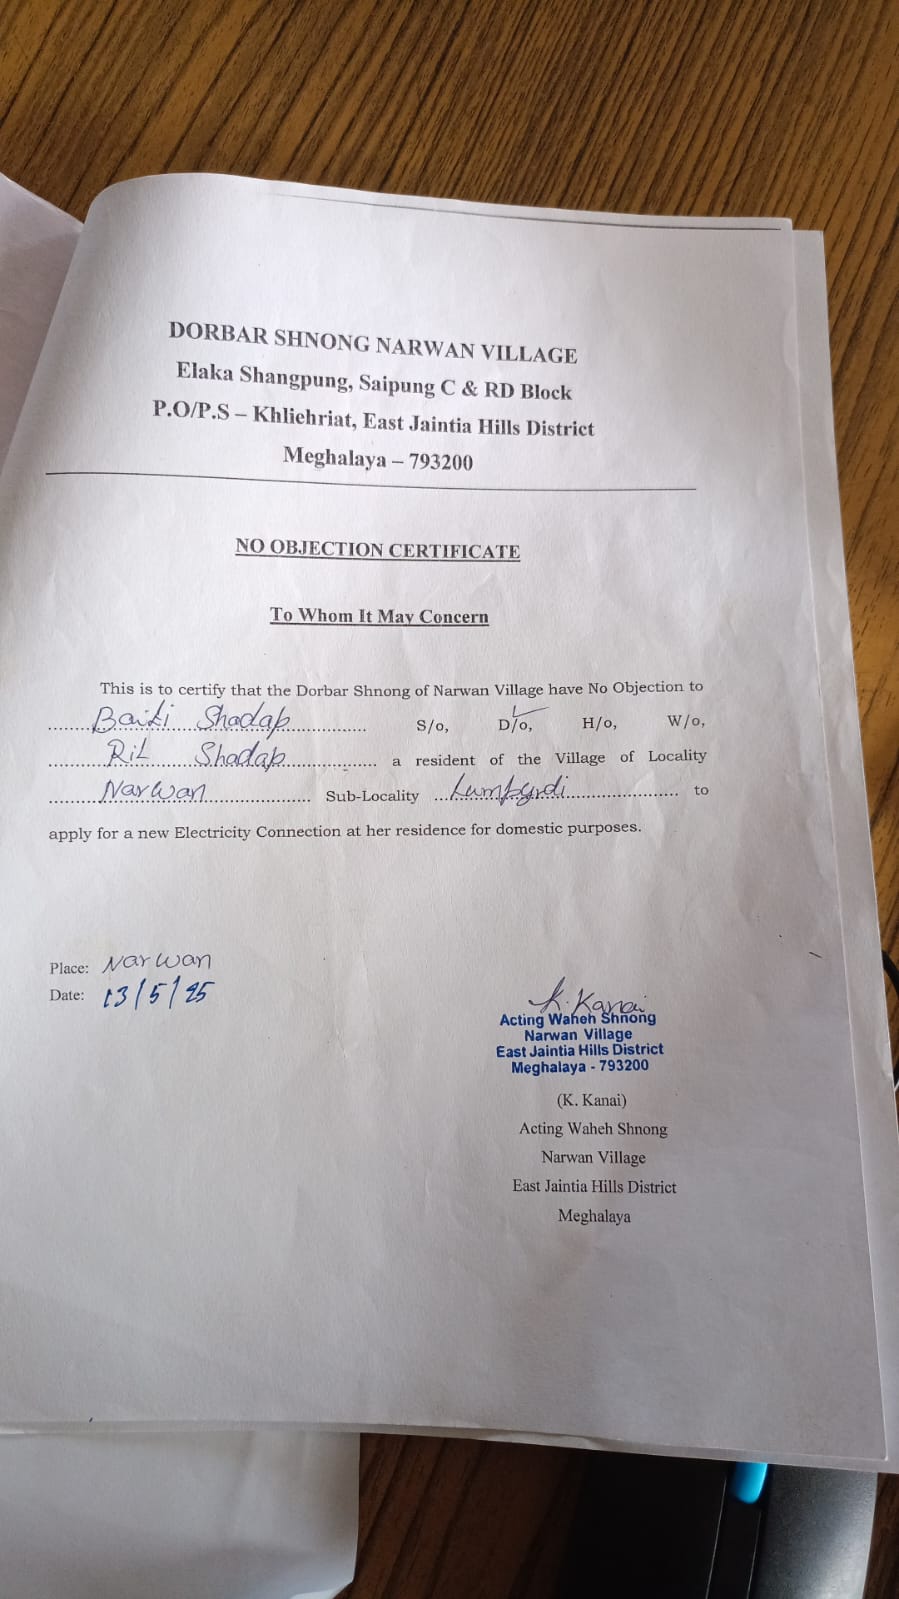 DORBAR SHNONG NARWAN VILLAGE
Elaka Shangpung, Saipung C & RD Block
P.O/P.S – Khliehriat, East Jaintia Hills District
Meghalaya – 793200
NO OBJECTION CERTIFICATE
To Whom It May Concern
This is to certify that the Dorbar Shnong of Narwan Village have No Objection to
Shadap S/o, D/o, H/o, W/o,
Ril Shadap a resident of the Village of Locality
Narwan Sub-Locality to
apply for a new Electricity Connection at her residence for domestic purposes.
Place: Narwan
Date: 13/5/25
K. Kanai
Acting Waheh Shnong
Narwan Village
East Jaintia Hills District
Meghalaya - 793200
(K. Kanai)
Acting Waheh Shnong
Narwan Village
East Jaintia Hills District
Meghalaya